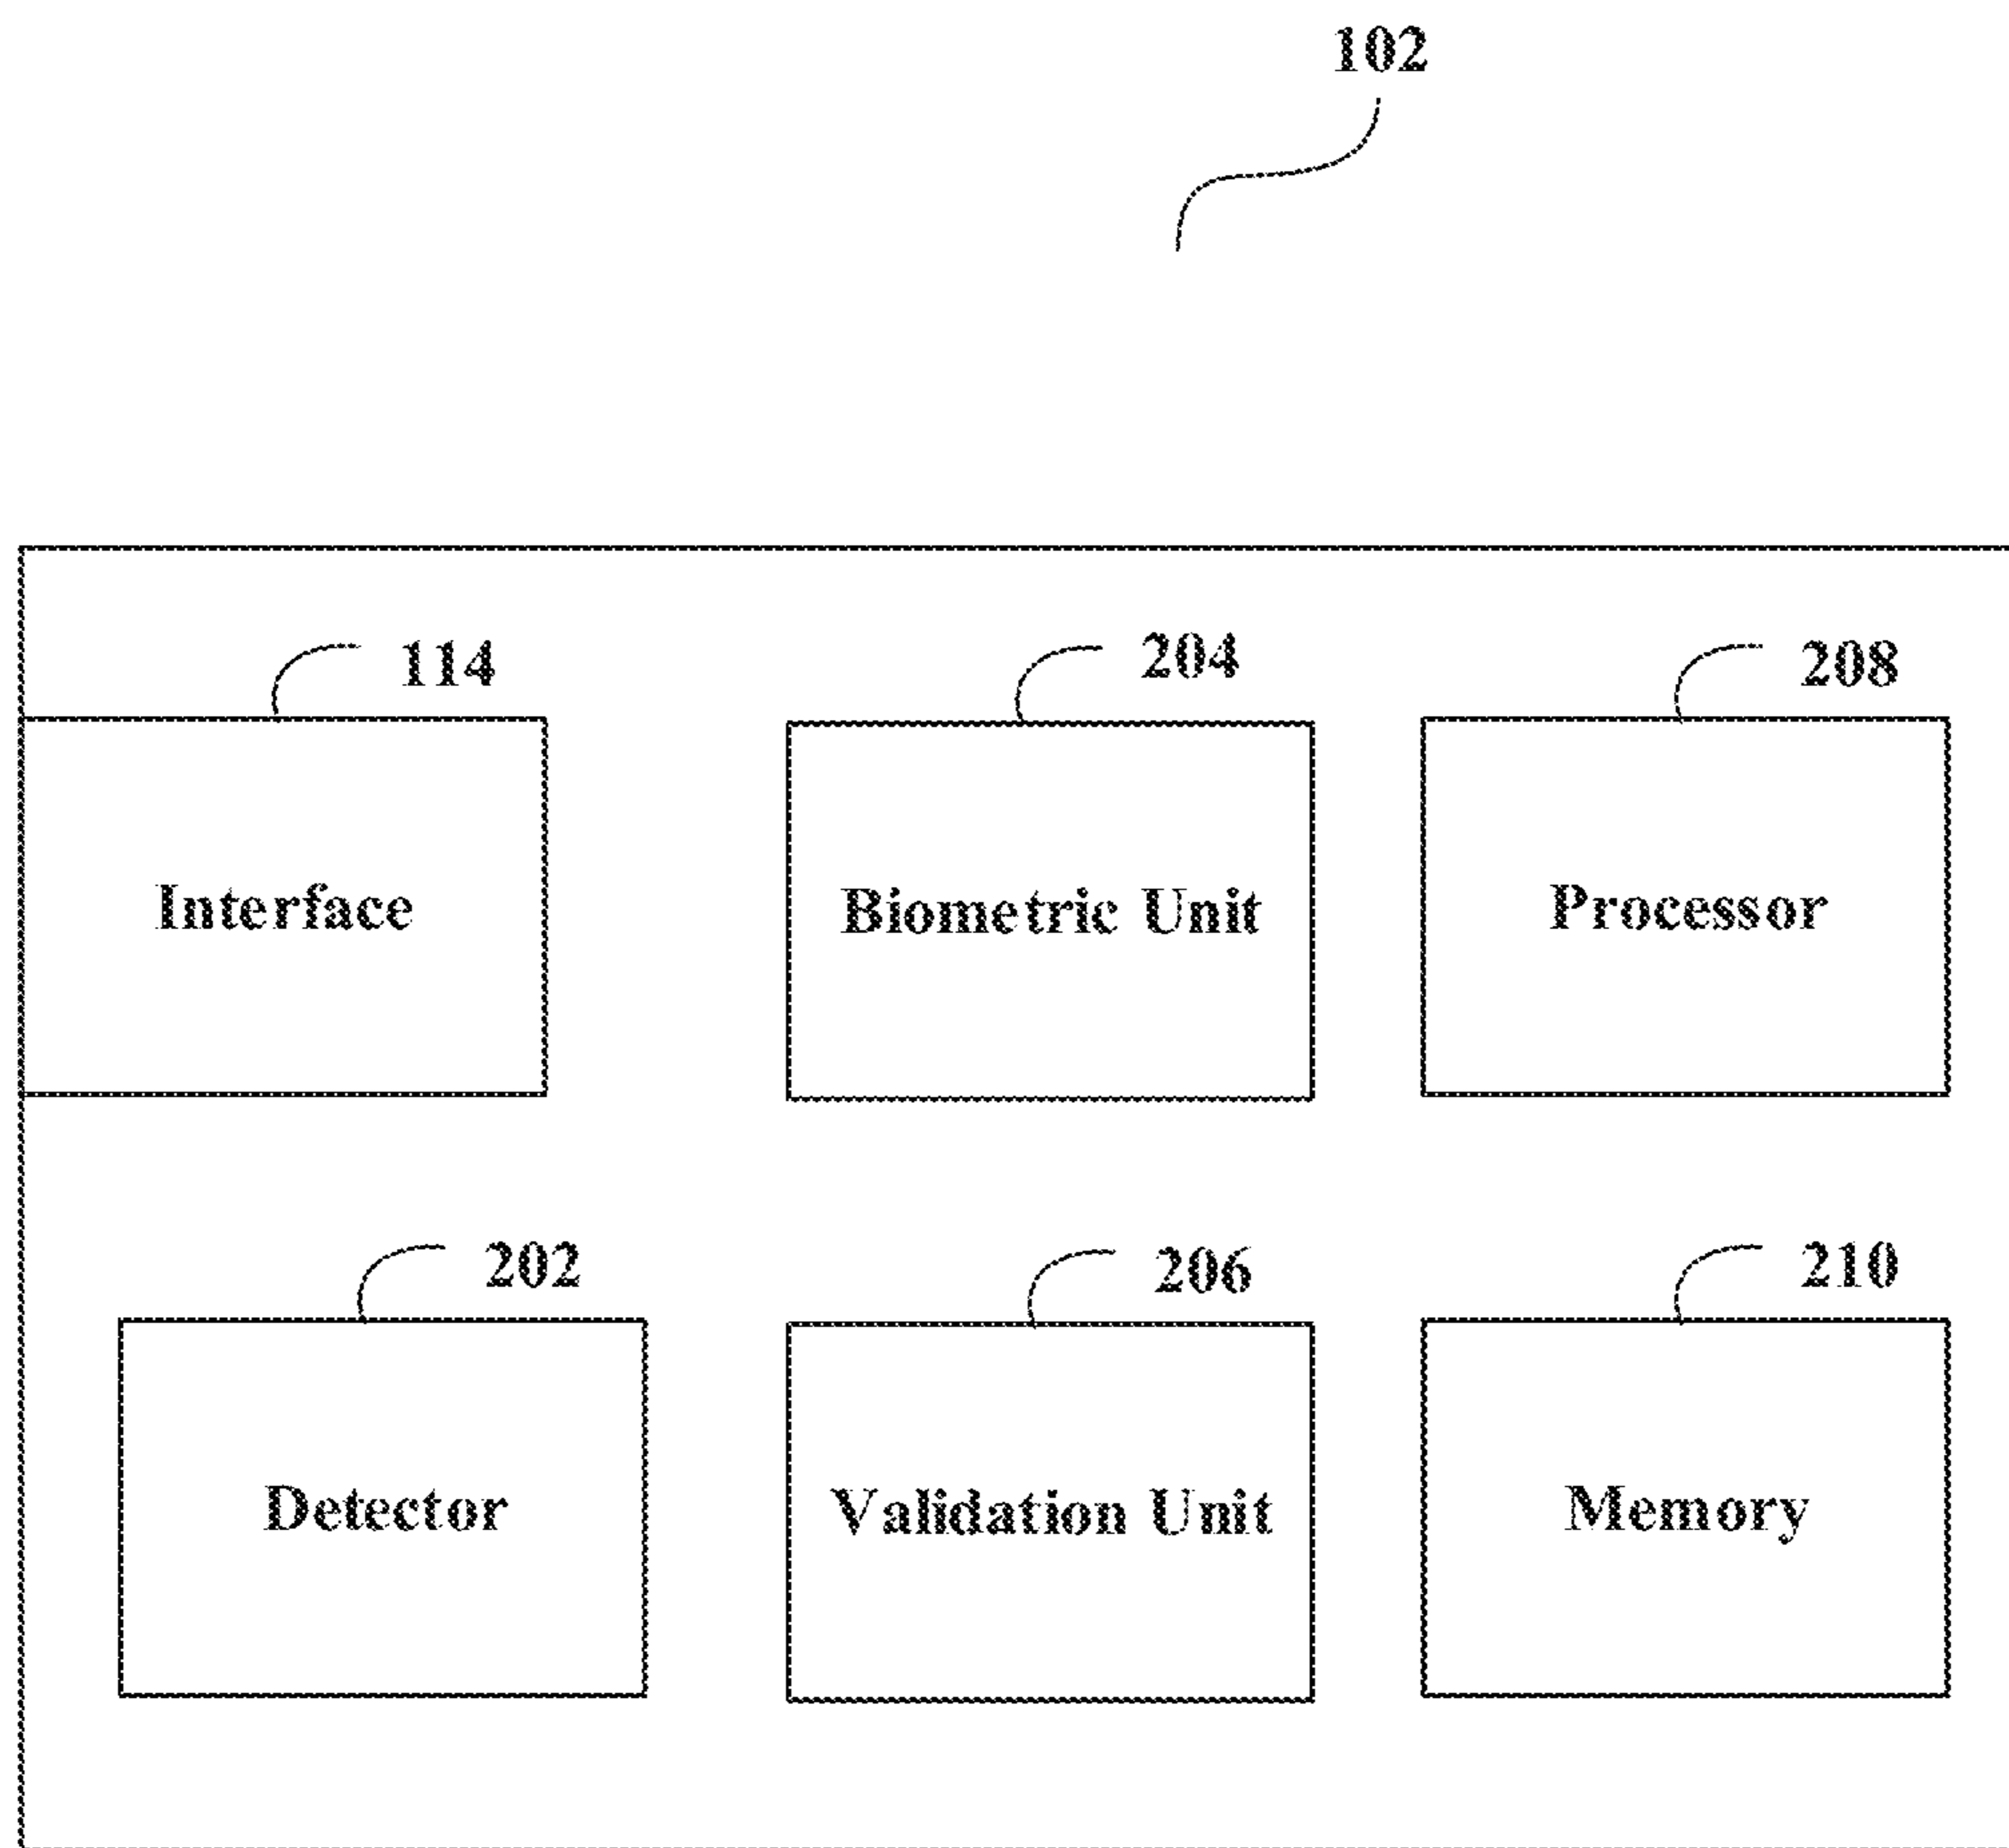 102
114 204 208
Interface Biometric Unit Processor
202 206 210
Detector Validation Unit Memory